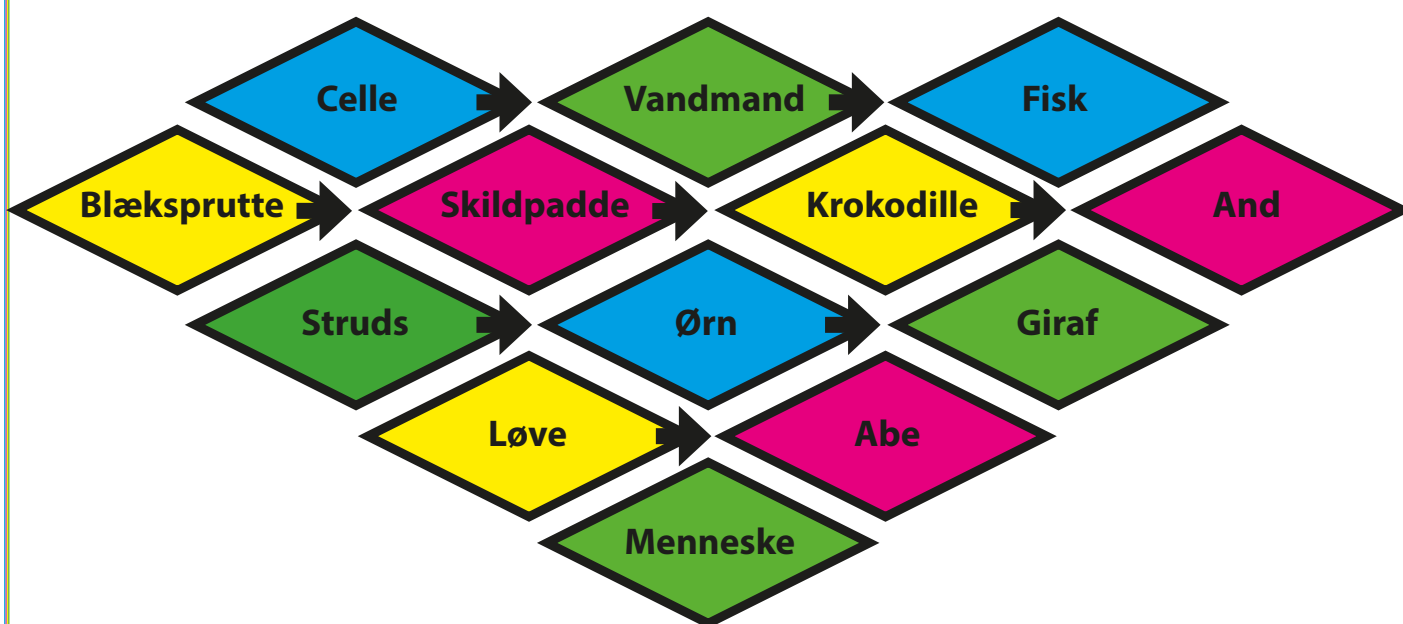 Celle
Vandmand
Fisk
Blæksprutte
Skildpadde
Krokodille
And
Struds
Ørn
Giraf
Løve
Abe
Menneske